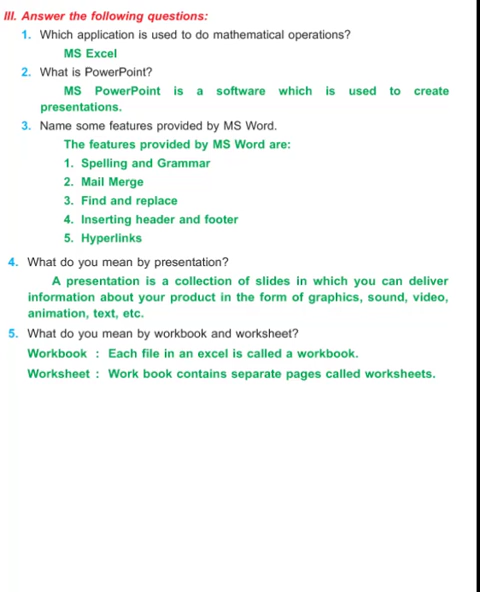 III. Answer the following questions:
1. Which application is used to do mathematical operations?
MS Excel
2. What is PowerPoint?
MS PowerPoint is a software which is used to create
presentations.
3. Name some features provided by MS Word.
The features provided by MS Word are:
1. Spelling and Grammar
2. Mail Merge
3. Find and replace
4. Inserting header and footer
5. Hyperlinks
4. What do you mean by presentation?
A presentation is a collection of slides in which you can deliver
information about your product in the form of graphics, sound, video,
animation, text, etc.
5. What do you mean by workbook and worksheet?
Workbook : Each file in an excel is called a workbook.
Worksheet : Work book contains separate pages called worksheets.